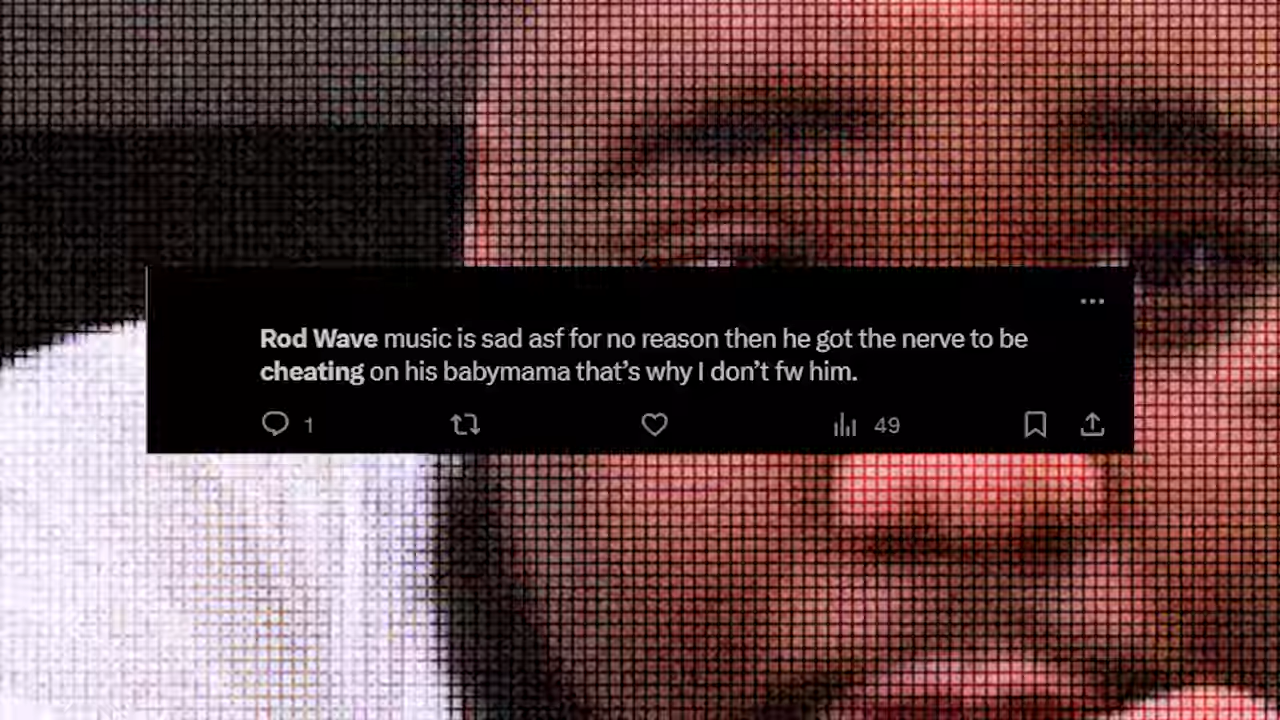 Rod Wave music is sad asf for no reason then he got the nerve to be
cheating on his babymama that’s why I don’t fw him.
1
49